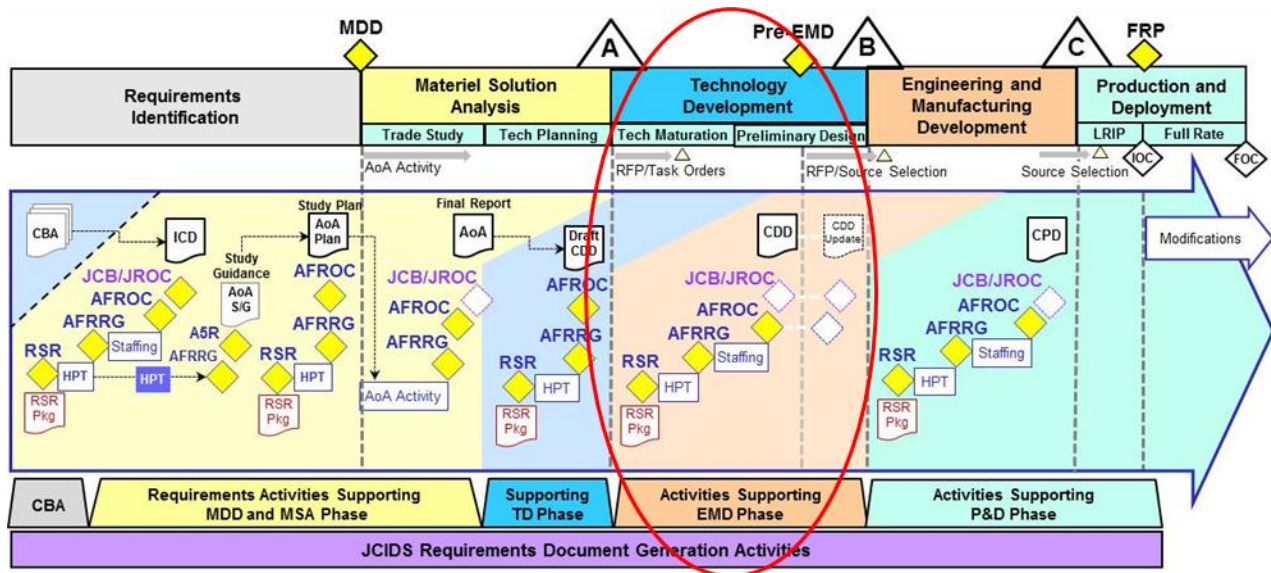 MDD
A
Pre-EMD
B
C
FRP
Requirements
Identification
Materiel Solution
Analysis
Trade Study
Tech Planning
Technology
Development
Tech Maturation
Preliminary Design
Engineering and
Manufacturing
Development
Production and
Deployment
LRIP
Full Rate
IOC
FOC
AoA Activity
RFP/Task Orders
RFP/Source Selection
Source Selection
CBA
ICD
Study
Guidance
AoA
S/G
Study Plan
AoA
Plan
Final Report
AoA
Draft
CDD
CDD
CDD
Update
CPD
Modifications
JCB/JROC
AFROC
AFRRG
Staffing
RSR
HPT
RSR
Pkg
HPT
A5R
AFRRG
AFROC
AFRRG
RSR
HPT
RSR
Pkg
JCB/JROC
AFROC
AFRRG
AoA Activity
AFROC
AFRRG
RSR
HPT
RSR
Pkg
JCB/JROC
AFROC
AFRRG
Staffing
RSR
HPT
RSR
Pkg
JCB/JROC
AFROC
AFRRG
Staffing
RSR
HPT
RSR
Pkg
CBA
Requirements Activities Supporting
MDD and MSA Phase
Supporting
TD Phase
Activities Supporting
EMD Phase
Activities Supporting
P&D Phase
JCIDS Requirements Document Generation Activities